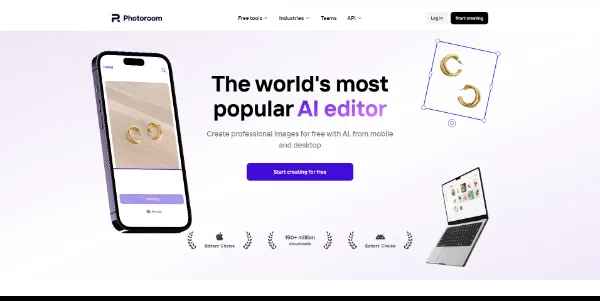 Photoroom
Free tools
Industries
Teams
API
Log in
Start creating
The world's most
popular AI editor
Create professional images for free with AI, from mobile
and desktop
Start creating for free
Editors' Choice
150+ million
downloads
Editors' Choice